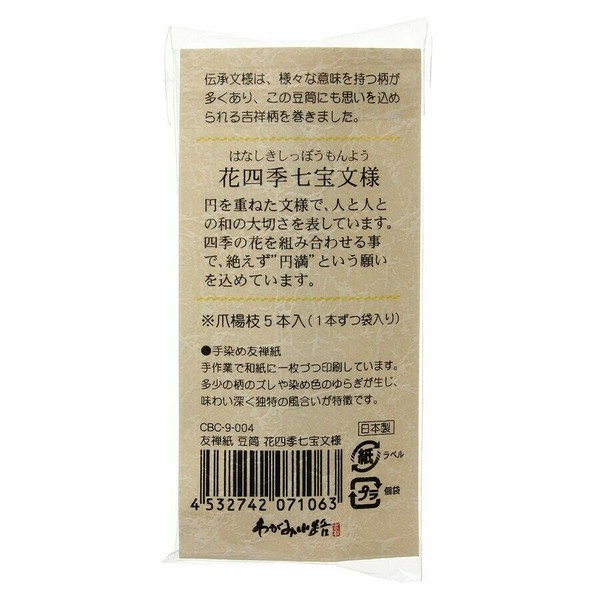 伝承文様は、様々な意味を持つ柄が
多くあり、この豆筒にも思いを込め
られる吉祥柄を巻きました。
はなしきしっぽうもんよう
花四季七宝文様
円を重ねた文様で、人と人と
の和の大切さを表しています。
四季の花を組み合わせる事
で、絶えず”円満”という願い
を込めています。
※爪楊枝5本入(1本ずつ袋入り)
●手染め友禅紙
手作業で和紙に一枚づつ印刷しています。
多少の柄のズレや染め色のゆらぎが生じ、
味わい深く独特の風合いが特徴です。
CBC-9-004
友禅紙 豆筒 花四季七宝文様
日本製
紙 ラベル
プラ 個袋
4 532742 071063
わがみ小路